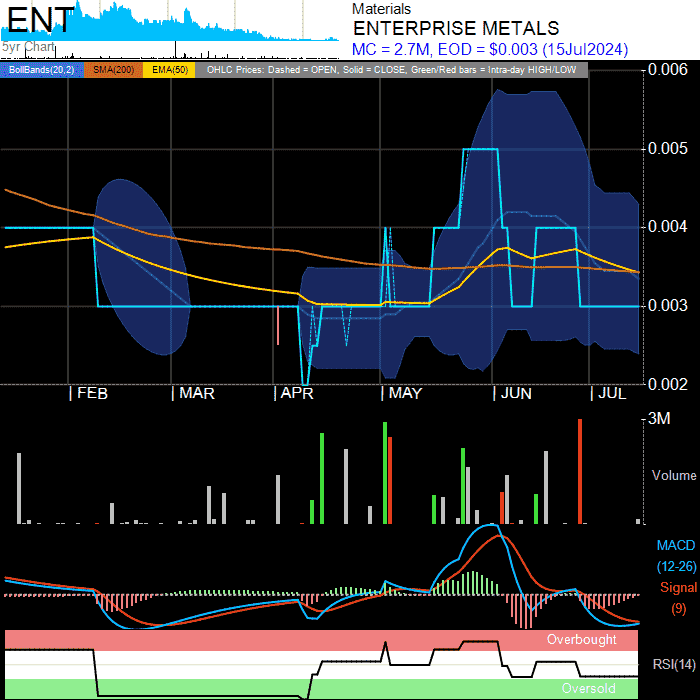 ENT
5yr Chart
Materials
ENTERPRISE METALS
MC = 2.7M, EOD = $0.003 (15Jul2024)
BollBands(20,2) SMA(200) EMA(50) OHLC Prices: Dashed = OPEN, Solid = CLOSE, Green/Red bars = Intra-day HIGH/LOW
0.006
0.005
0.004
0.003
0.002
FEB MAR APR MAY JUN JUL
3M
Volume
MACD
(12-26)
Signal
(9)
Overbought
RSI(14)
Oversold